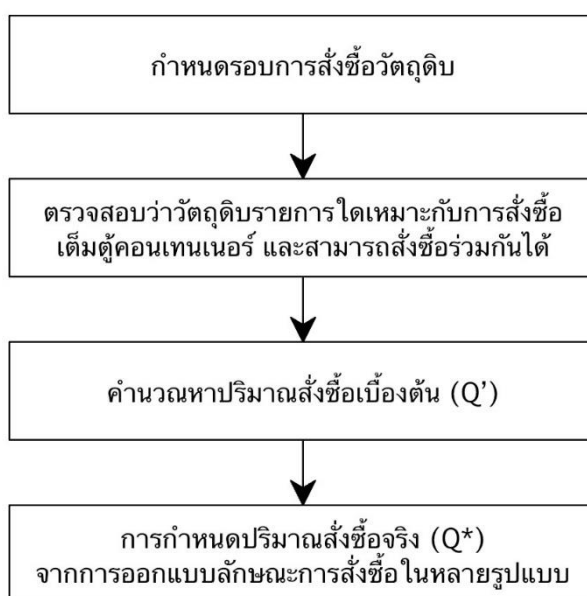 กำหนดรอบการสั่งซื้อวัตถุดิบ
ตรวจสอบว่าวัตถุดิบรายการใดเหมาะกับการสั่งซื้อ
เต็มตู้คอนเทนเนอร์ และสามารถสั่งซื้อร่วมกันได้
คำนวณหาปริมาณสั่งซื้อเบื้องต้น (Q’)
การกำหนดปริมาณสั่งซื้อจริง (Q*)
จากการออกแบบลักษณะการสั่งซื้อในหลายรูปแบบ